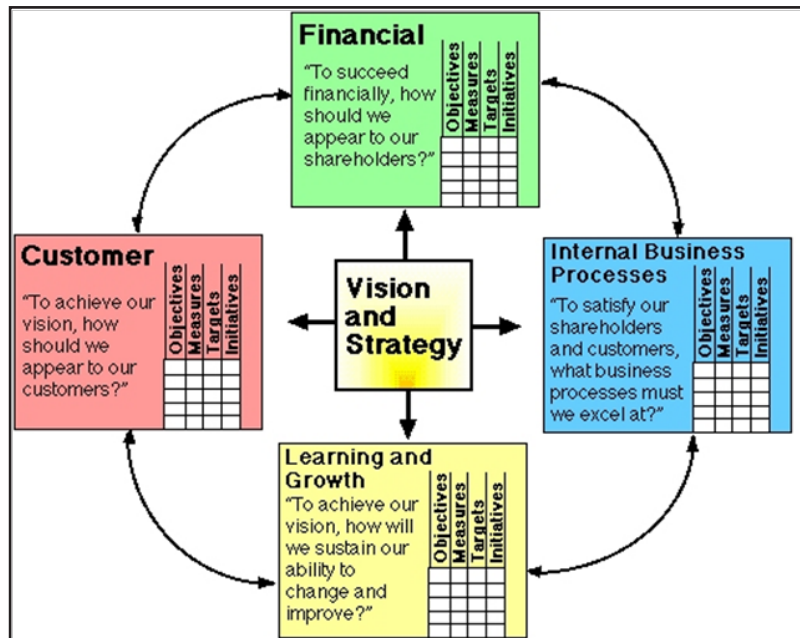 Financial
“To succeed
financially, how
should we
appear to our
shareholders?”
Objectives
Measures
Targets
Initiatives
Customer
“To achieve our
vision, how
should we
appear to our
customers?”
Objectives
Measures
Targets
Initiatives
Vision
and
Strategy
Internal Business
Processes
“To satisfy our
shareholders
and customers,
what business
processes must
we excel at?”
Objectives
Measures
Targets
Initiatives
Learning and
Growth
“To achieve our
vision, how will
we sustain our
ability to
change and
improve?”
Objectives
Measures
Targets
Initiatives